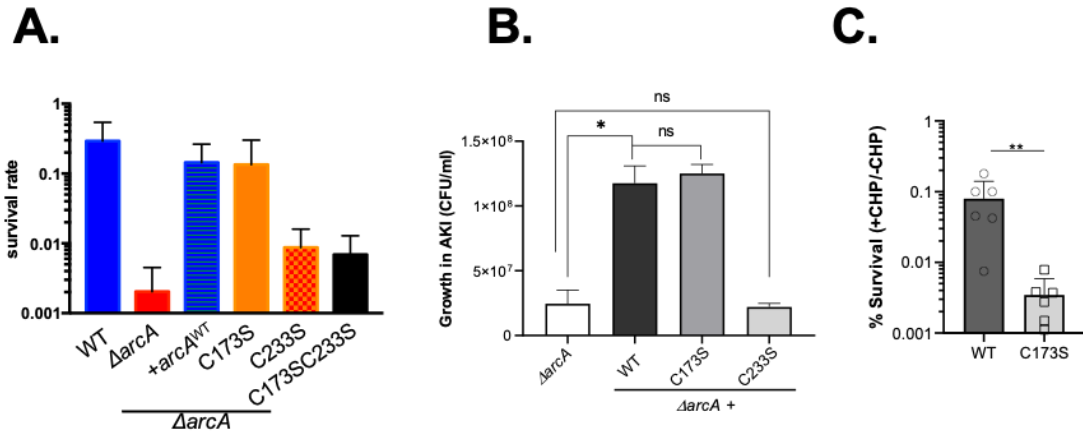 A.
survival rate
1
0.1
0.01
0.001
WT
ΔarcA
+arcAWT
C173S
C233S
C173SC233S
ΔarcA
B.
Growth in AKI (CFU/ml)
1.5×10⁸
1×10⁸
5×10⁷
0
ns
*
ns
ΔarcA
WT
C173S
C233S
ΔarcA +
C.
% Survival (+CHP/-CHP)
1
0.1
0.01
0.001
**
WT
C173S